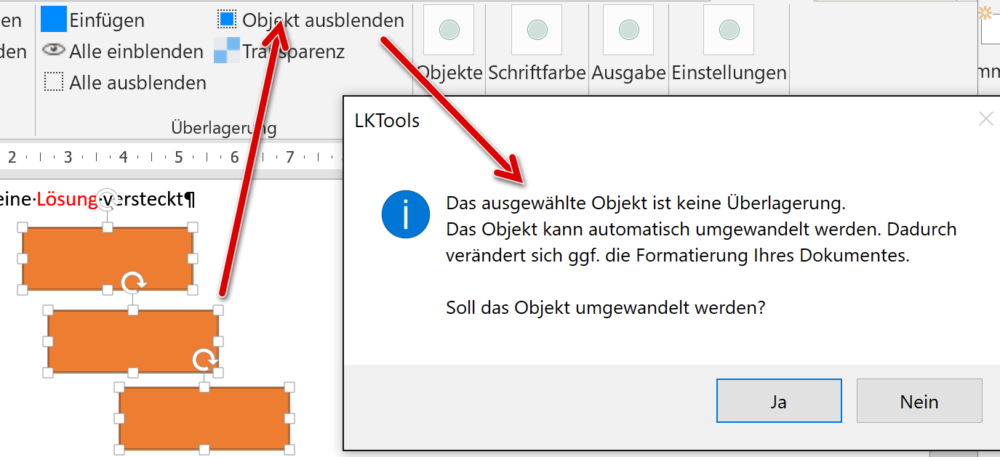 en Einfügen Objekt ausblenden
den Alle einblenden Transparenz
Alle ausblenden
Objekte Schriftfarbe Ausgabe Einstellungen
Überlagerung
2 3 4 5 6 7
LKTools
eine·Lösung·versteckt¶
Das ausgewählte Objekt ist keine Überlagerung.
Das Objekt kann automatisch umgewandelt werden. Dadurch
verändert sich ggf. die Formatierung Ihres Dokumentes.
Soll das Objekt umgewandelt werden?
Ja Nein